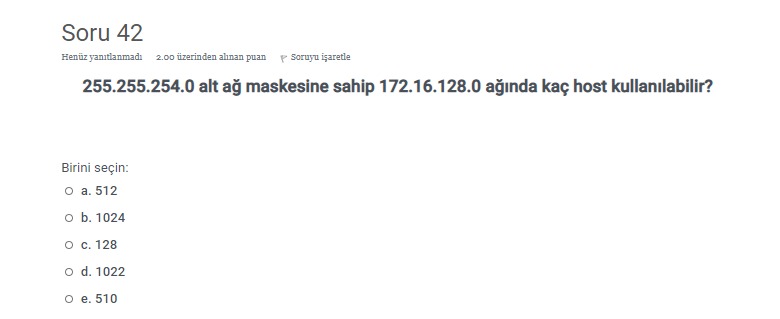 Soru 42
Henüz yanıtlanmadı 2.00 üzerinden alınan puan Soruyu işaretle
255.255.254.0 alt ağ maskesine sahip 172.16.128.0 ağında kaç host kullanılabilir?
Birini seçin:
a. 512
b. 1024
c. 128
d. 1022
e. 510